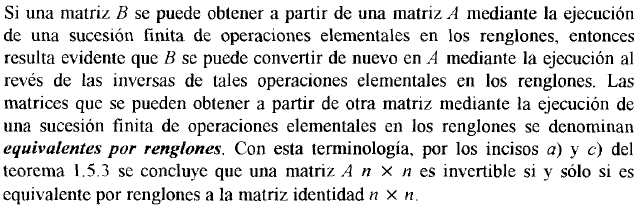 Si una matriz B se puede obtener a partir de una matriz A mediante la ejecución
de una sucesión finita de operaciones elementales en los renglones, entonces
resulta evidente que B se puede convertir de nuevo en A mediante la ejecución al
revés de las inversas de tales operaciones elementales en los renglones. Las
matrices que se pueden obtener a partir de otra matriz mediante la ejecución de
una sucesión finita de operaciones elementales en los renglones se denominan
equivalentes por renglones. Con esta terminología, por los incisos a) y c) del
teorema 1.5.3 se concluye que una matriz A n × n es invertible si y sólo si es
equivalente por renglones a la matriz identidad n × n.